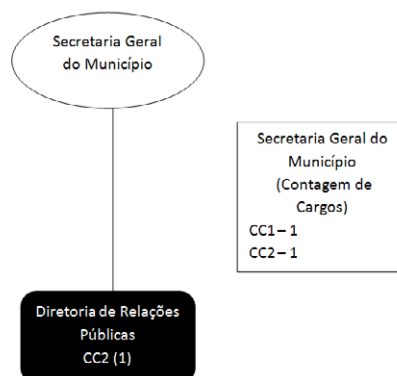 Secretaria Geral
do Município
Secretaria Geral do
Município
(Contagem de
Cargos)
CC1 – 1
CC2 – 1
Diretoria de Relações
Públicas
CC2 (1)